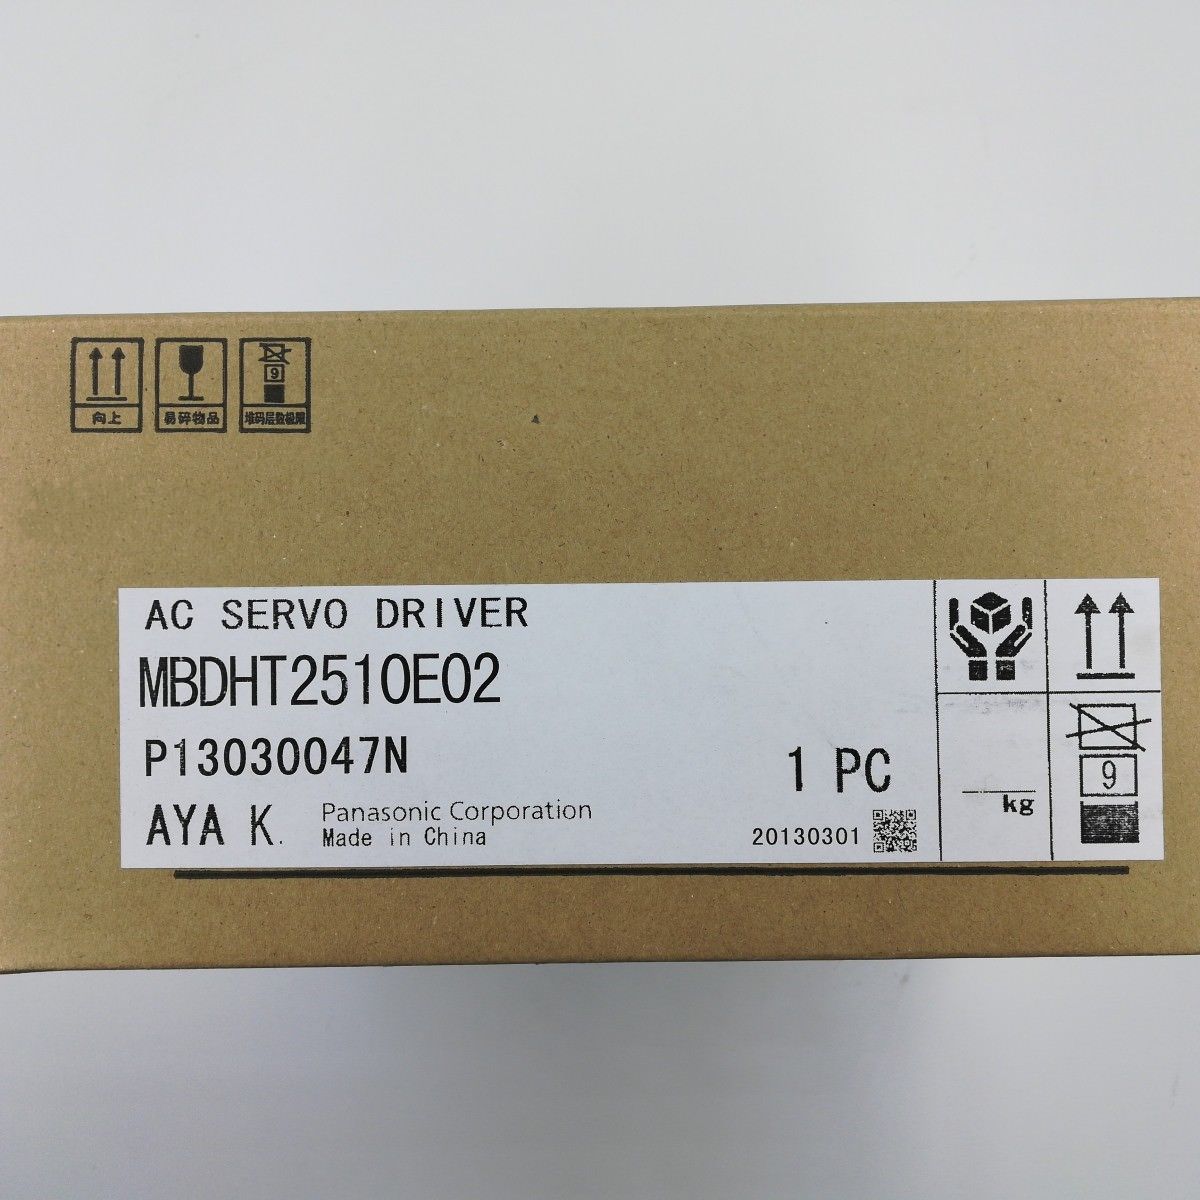 9
向上
易碎物品
堆码层数极限
AC SERVO DRIVER
MBDHT2510E02
P13030047N
1 PC
AYA K.
Panasonic Corporation
Made in China
20130301
kg
9